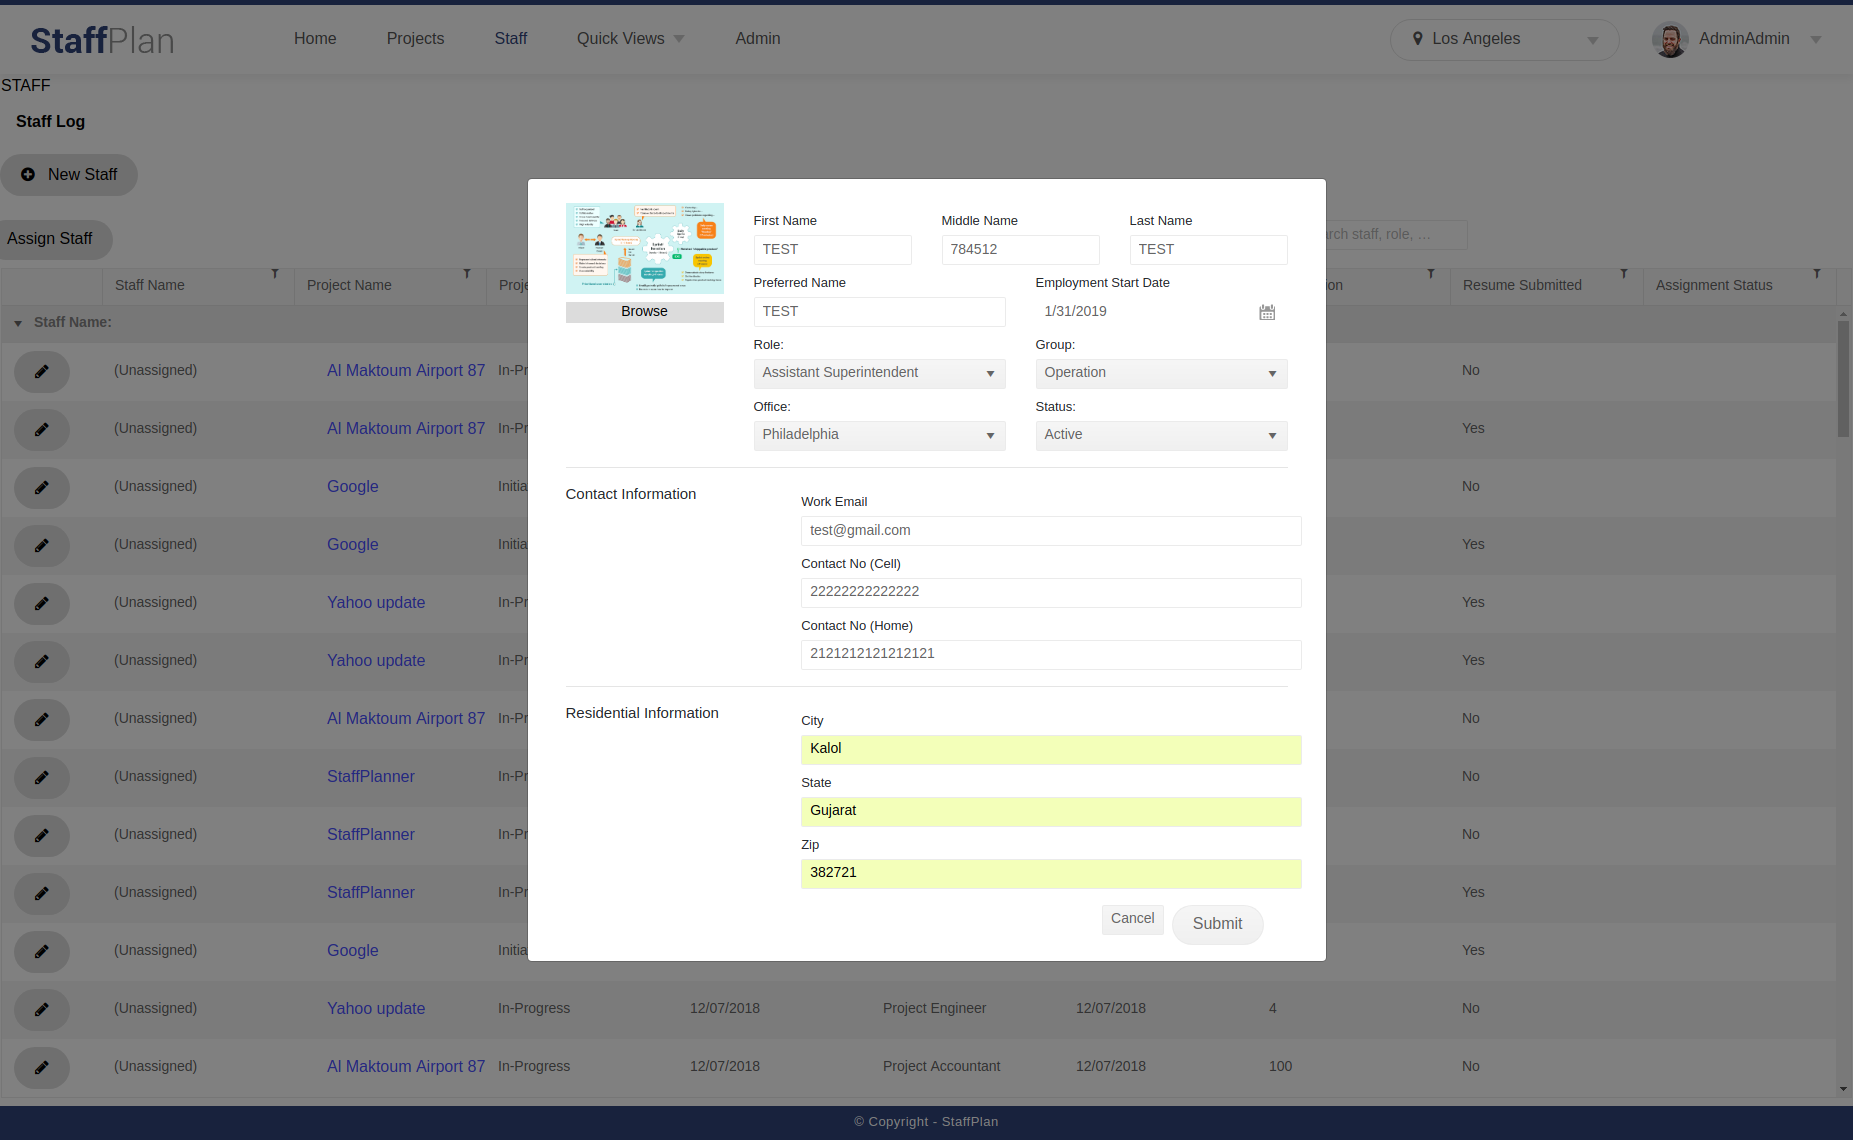 StaffPlan
Home
Projects
Staff
Quick Views
Admin
Los Angeles
AdminAdmin
STAFF
Staff Log
New Staff
Assign Staff
rch staff, role, ...
Staff Name
Project Name
Proje
on
Resume Submitted
Assignment Status
Staff Name:
(Unassigned) Al Maktoum Airport 87 In-Pr No
(Unassigned) Al Maktoum Airport 87 In-Pr Yes
(Unassigned) Google Initia No
(Unassigned) Google Initia Yes
(Unassigned) Yahoo update In-Pr Yes
(Unassigned) Yahoo update In-Pr Yes
(Unassigned) Al Maktoum Airport 87 In-Pr No
(Unassigned) StaffPlanner In-Pr No
(Unassigned) StaffPlanner In-Pr No
(Unassigned) StaffPlanner In-Pr Yes
(Unassigned) Google Initia Yes
(Unassigned) Yahoo update In-Progress 12/07/2018 Project Engineer 12/07/2018 4 No
(Unassigned) Al Maktoum Airport 87 In-Progress 12/07/2018 Project Accountant 12/07/2018 100 No
Browse
First Name
Middle Name
Last Name
TEST
784512
TEST
Preferred Name
Employment Start Date
TEST
1/31/2019
Role:
Group:
Assistant Superintendent
Operation
Office:
Status:
Philadelphia
Active
Contact Information
Work Email
test@gmail.com
Contact No (Cell)
22222222222222
Contact No (Home)
2121212121212121
Residential Information
City
Kalol
State
Gujarat
Zip
382721
Cancel
Submit
© Copyright - StaffPlan